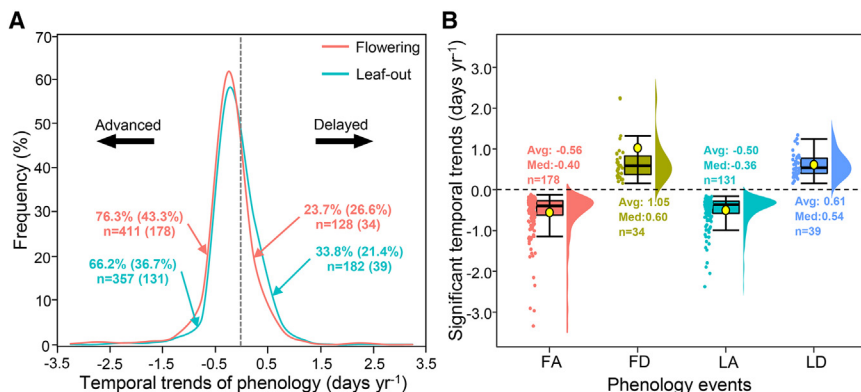 A
70
60
50
40
30
20
10
0
Frequency (%)
Flowering
Leaf-out
Advanced
Delayed
76.3% (43.3%)
n=411 (178)
66.2% (36.7%)
n=357 (131)
23.7% (26.6%)
n=128 (34)
33.8% (21.4%)
n=182 (39)
-3.5
-2.5
-1.5
-0.5
0.5
1.5
2.5
3.5
Temporal trends of phenology (days yr⁻¹)
B
3.0
2.0
1.0
0.0
-1.0
-2.0
-3.0
Significant temporal trends (days yr⁻¹)
Avg: -0.56
Med:-0.40
n=178
Avg: 1.05
Med:0.60
n=34
Avg: -0.50
Med:-0.36
n=131
Avg: 0.61
Med:0.54
n=39
FA
FD
LA
LD
Phenology events